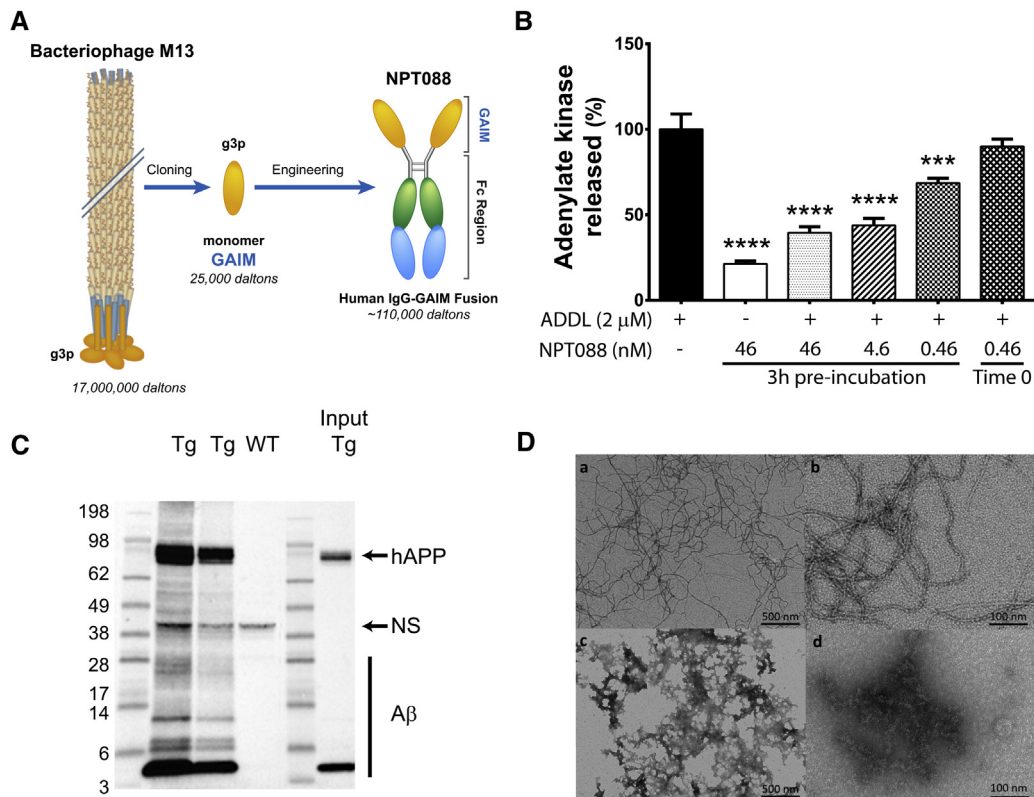 A
Bacteriophage M13
NPT088
GAIM
g3p
Cloning
Engineering
Fc Region
monomer
GAIM
25,000 daltons
Human IgG-GAIM Fusion
~110,000 daltons
g3p
17,000,000 daltons
B
Adenylate kinase
released (%)
150
100
50
0
****
****
****
***
ADDL (2 μM) + - + + + +
NPT088 (nM) - 46 46 4.6 0.46 0.46
3h pre-incubation Time 0
C
Input
Tg Tg WT Tg
198
98
62
49
38
28
17
14
6
3
hAPP
NS
Aβ
D
a
500 nm
b
100 nm
c
500 nm
d
100 nm